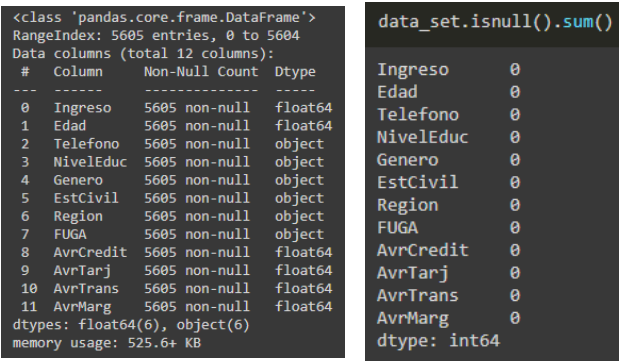 <class 'pandas.core.frame.DataFrame'>
RangeIndex: 5605 entries, 0 to 5604
Data columns (total 12 columns):
 #   Column     Non-Null Count  Dtype
---  ------     --------------  -----
 0   Ingreso    5605 non-null   float64
 1   Edad       5605 non-null   float64
 2   Telefono   5605 non-null   object
 3   NivelEduc  5605 non-null   object
 4   Genero     5605 non-null   object
 5   EstCivil   5605 non-null   object
 6   Region     5605 non-null   object
 7   FUGA       5605 non-null   object
 8   AvrCredit  5605 non-null   float64
 9   AvrTarj    5605 non-null   float64
 10  AvrTrans   5605 non-null   float64
 11  AvrMarg    5605 non-null   float64
dtypes: float64(6), object(6)
memory usage: 525.6+ KB
data_set.isnull().sum()
Ingreso      0
Edad         0
Telefono     0
NivelEduc    0
Genero       0
EstCivil     0
Region       0
FUGA         0
AvrCredit    0
AvrTarj      0
AvrTrans     0
AvrMarg      0
dtype: int64